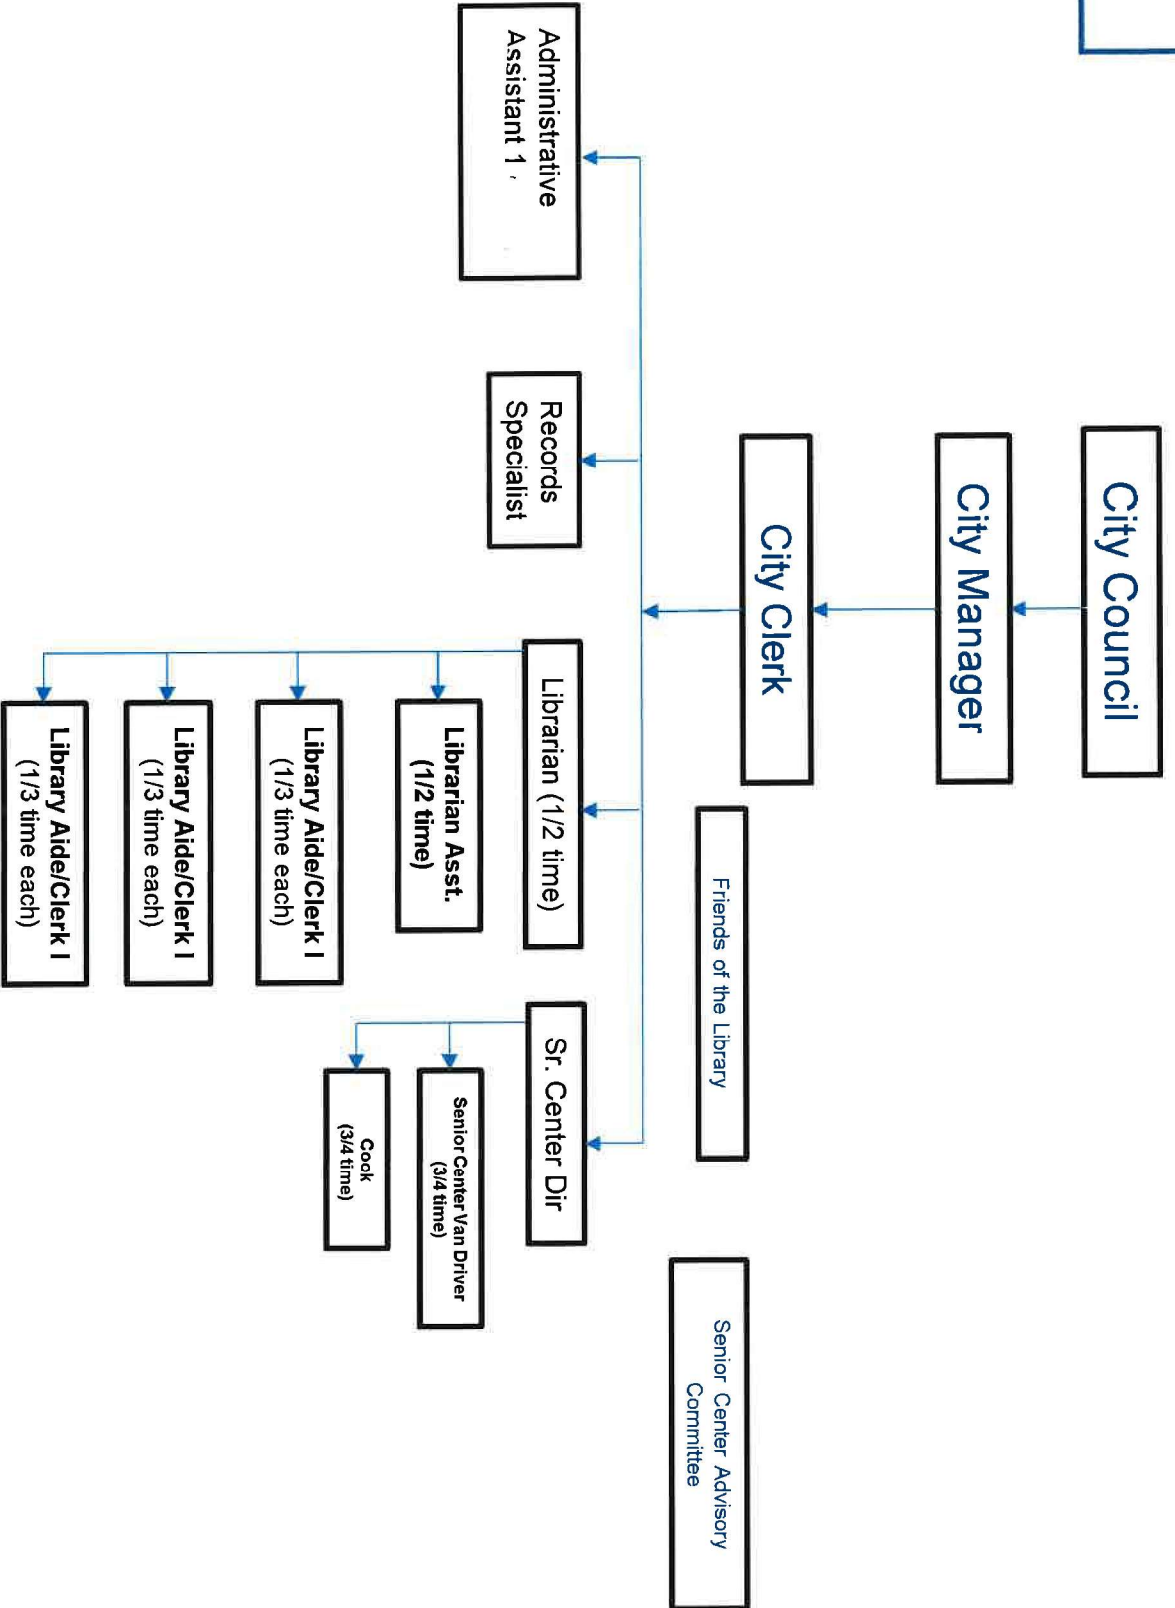 City Council
City Manager
City Clerk
Friends of the Library
Senior Center Advisory
Committee
Administrative
Assistant 1
Records
Specialist
Librarian (1/2 time)
Librarian Asst.
(1/2 time)
Library Aide/Clerk I
(1/3 time each)
Library Aide/Clerk I
(1/3 time each)
Library Aide/Clerk I
(1/3 time each)
Sr. Center Dir
Senior Center Van Driver
(3/4 time)
Cook
(3/4 time)